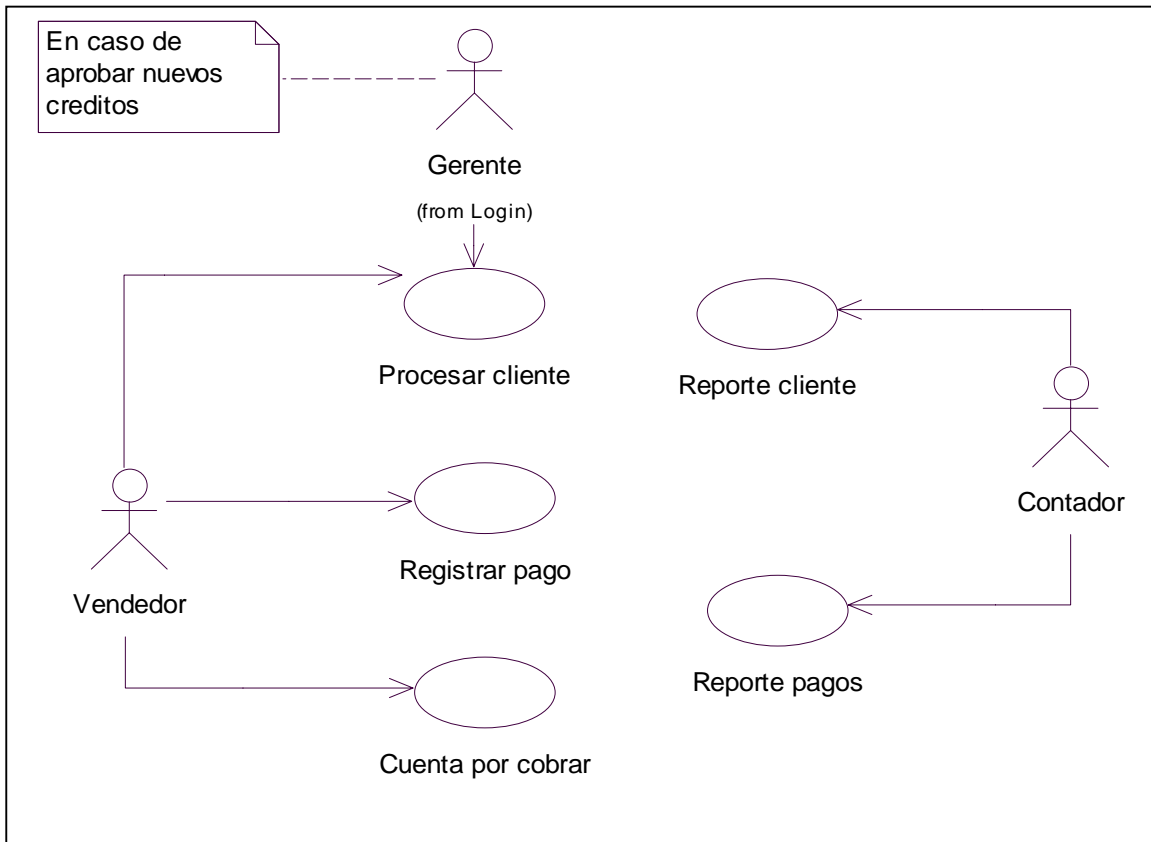 En caso de
aprobar nuevos
creditos
Gerente
(from Login)
Procesar cliente
Reporte cliente
Contador
Registrar pago
Vendedor
Reporte pagos
Cuenta por cobrar